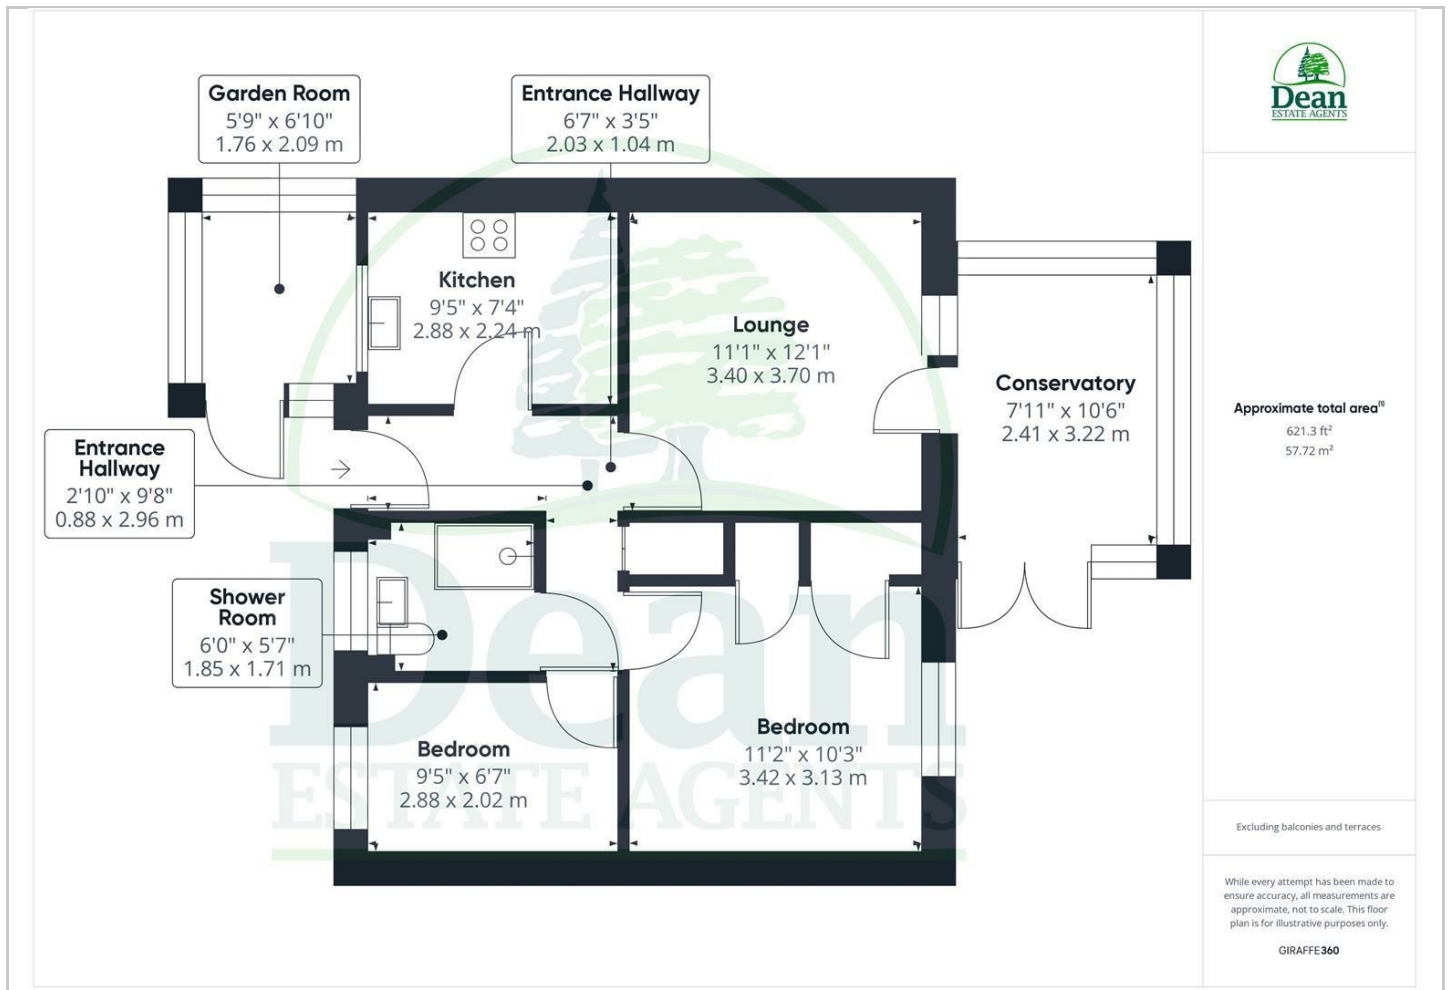 Garden Room
5'9" x 6'10"
1.76 x 2.09 m
Entrance Hallway
6'7" x 3'5"
2.03 x 1.04 m
Kitchen
9'5" x 7'4"
2.88 x 2.24 m
Lounge
11'1" x 12'1"
3.40 x 3.70 m
Conservatory
7'11" x 10'6"
2.41 x 3.22 m
Entrance
Hallway
2'10" x 9'8"
0.88 x 2.96 m
Shower
Room
6'0" x 5'7"
1.85 x 1.71 m
Bedroom
9'5" x 6'7"
2.88 x 2.02 m
Bedroom
11'2" x 10'3"
3.42 x 3.13 m
Dean
ESTATE AGENTS
Dean
ESTATE AGENTS
Approximate total area(1)
621.3 ft²
57.72 m²
Excluding balconies and terraces
While every attempt has been made to
ensure accuracy, all measurements are
approximate, not to scale. This floor
plan is for illustrative purposes only.
GIRAFFE360